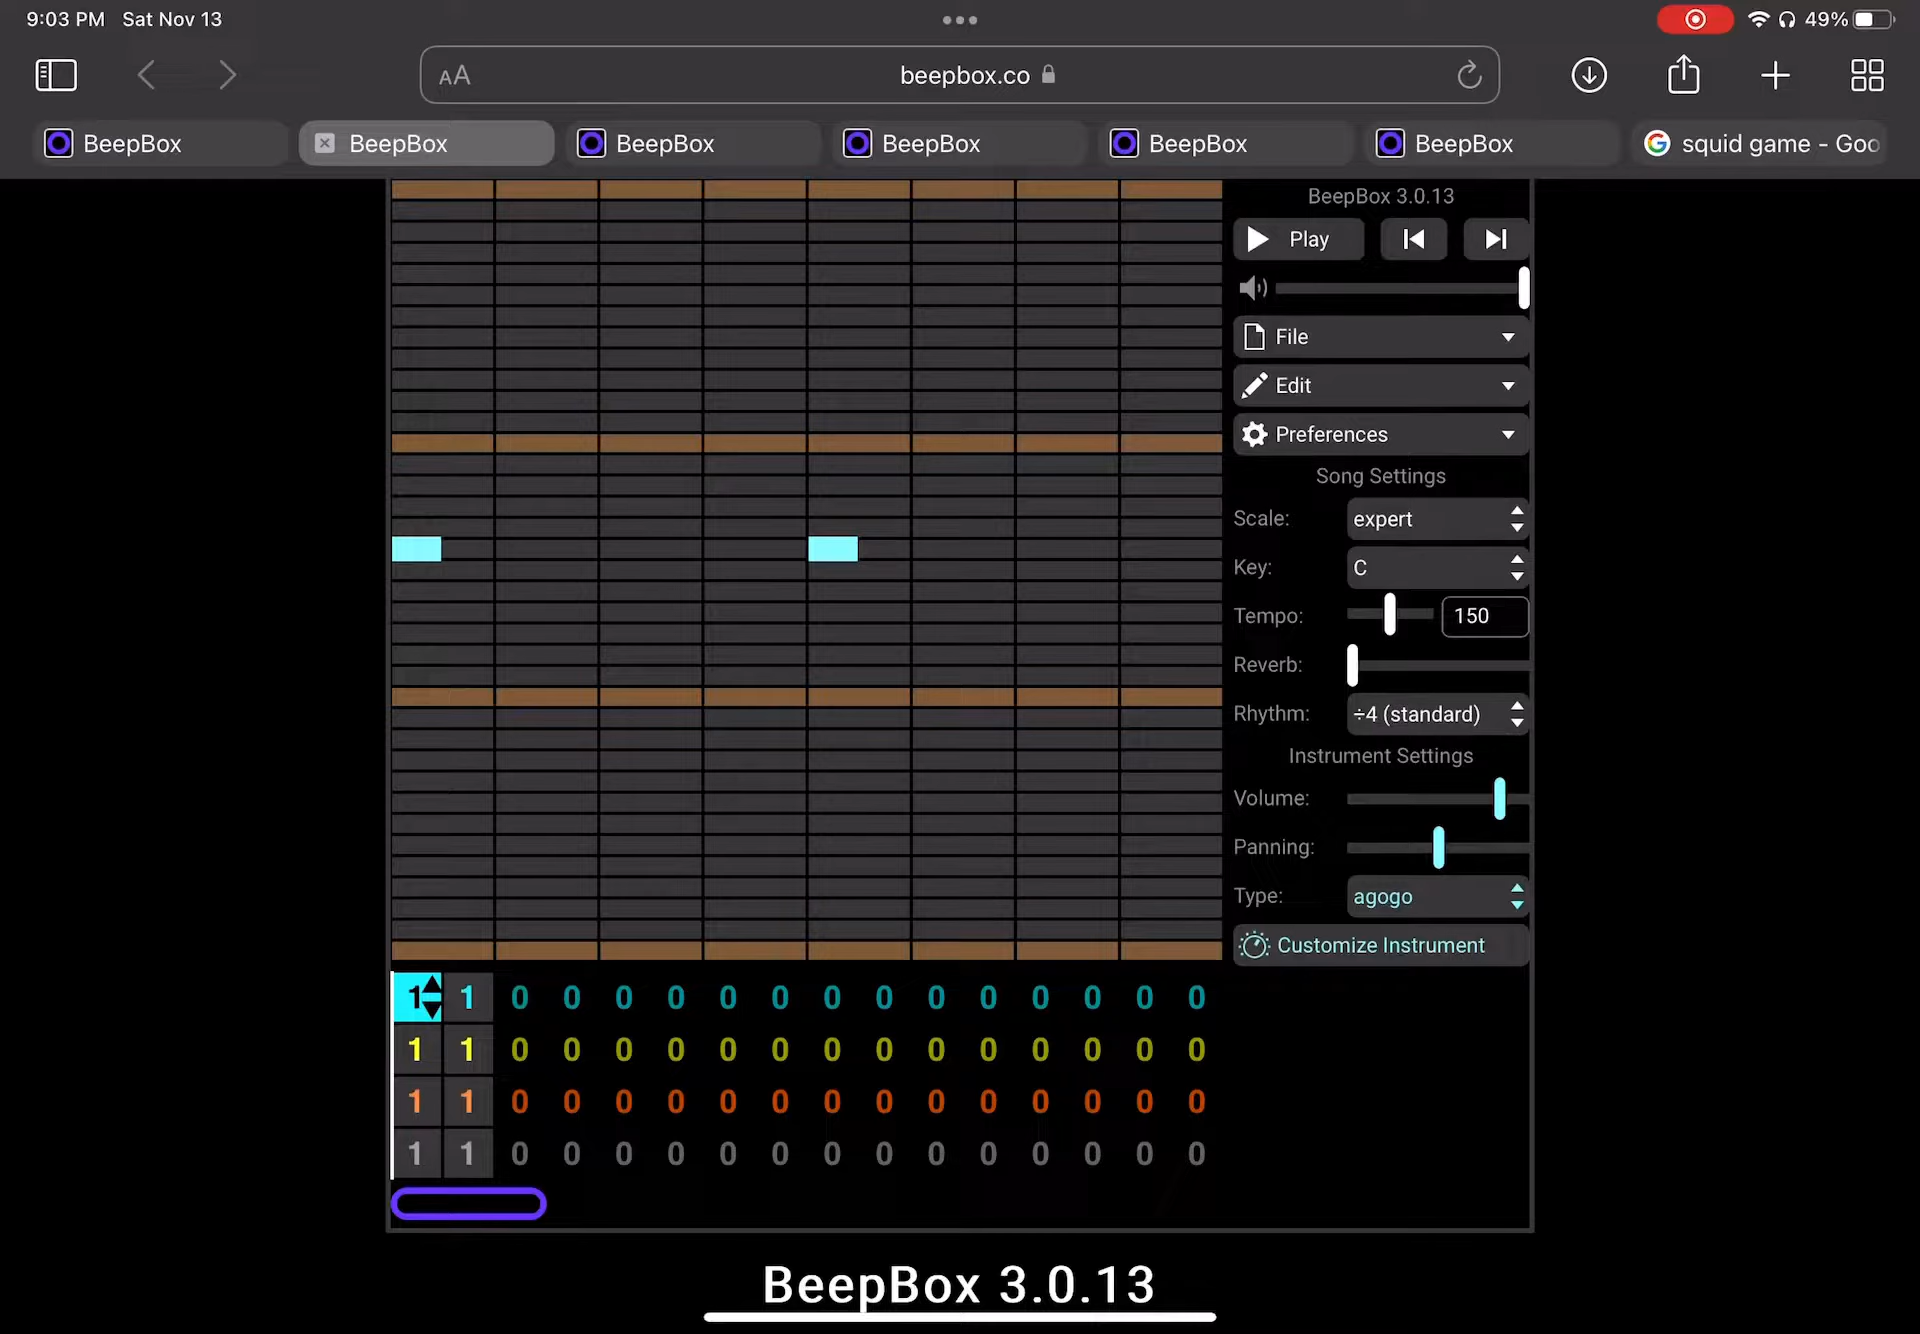 9:03 PM Sat Nov 13
49%
AA
beepbox.co
BeepBox
BeepBox
BeepBox
BeepBox
BeepBox
BeepBox
squid game - Goo
BeepBox 3.0.13
Play
File
Edit
Preferences
Song Settings
Scale: expert
Key: C
Tempo: 150
Reverb:
Rhythm: ÷4 (standard)
Instrument Settings
Volume:
Panning:
Type: agogo
Customize Instrument
1 1 0 0 0 0 0 0 0 0 0 0 0 0 0 0
1 1 0 0 0 0 0 0 0 0 0 0 0 0 0 0
1 1 0 0 0 0 0 0 0 0 0 0 0 0 0 0
1 1 0 0 0 0 0 0 0 0 0 0 0 0 0 0
BeepBox 3.0.13